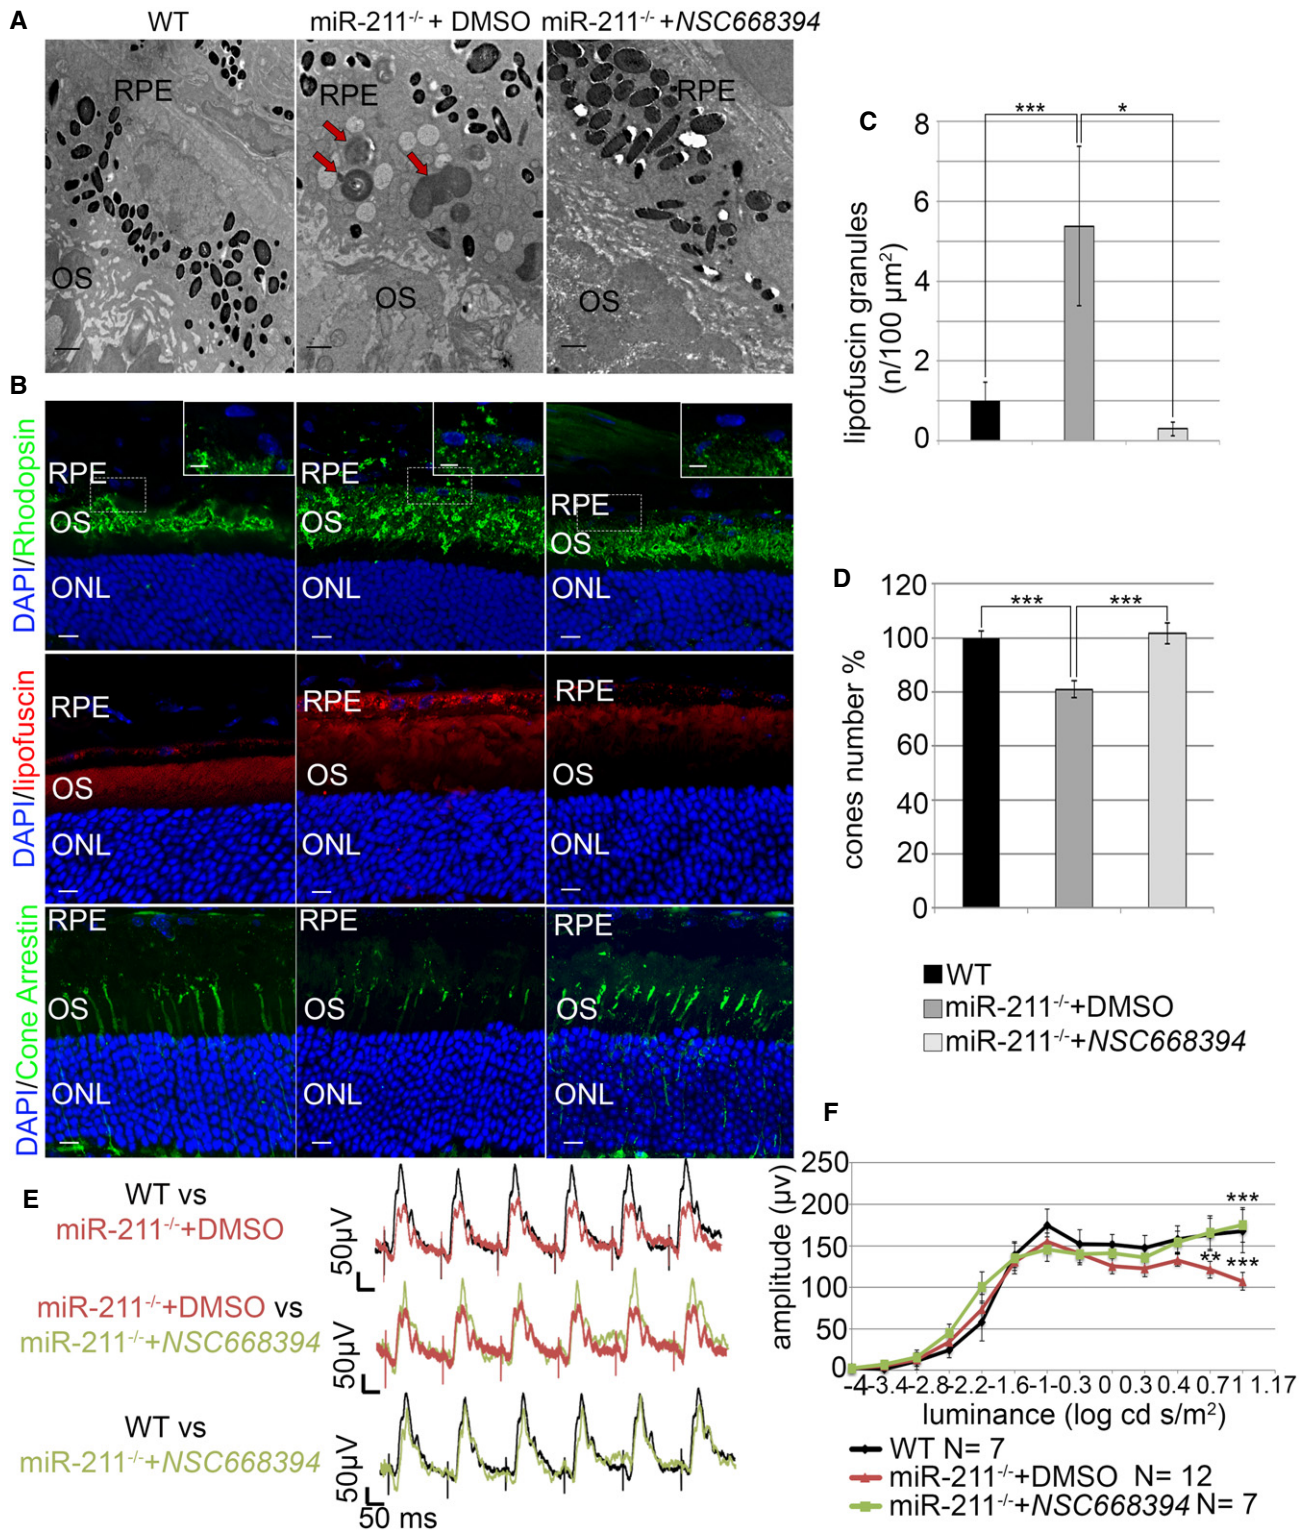 A
WT
miR-211-/- + DMSO
miR-211-/-+NSC668394
RPE
OS
RPE
OS
RPE
OS
B
DAPI/Rhodopsin
RPE
OS
ONL
RPE
OS
ONL
RPE
OS
ONL
DAPI/lipofuscin
RPE
OS
ONL
RPE
OS
ONL
RPE
OS
ONL
DAPI/Cone Arrestin
RPE
OS
ONL
RPE
OS
ONL
RPE
OS
ONL
C
lipofuscin granules
(n/100 µm²)
8
6
4
2
0
***
*
D
cones number %
120
100
80
60
40
20
0
***
***
WT
miR-211-/-+DMSO
miR-211-/-+NSC668394
E
WT vs
miR-211-/-+DMSO
50µV
miR-211-/-+DMSO vs
miR-211-/-+NSC668394
50µV
WT vs
miR-211-/-+NSC668394
50µV
50 ms
F
amplitude (µv)
250
200
150
100
50
0
***
**
***
-4 -3.4 -2.8 -2.2 -1.6 -1 -0.3 0 0.3 0.4 0.7 1 1.17
luminance (log cd s/m²)
WT N= 7
miR-211-/-+DMSO N= 12
miR-211-/-+NSC668394 N= 7